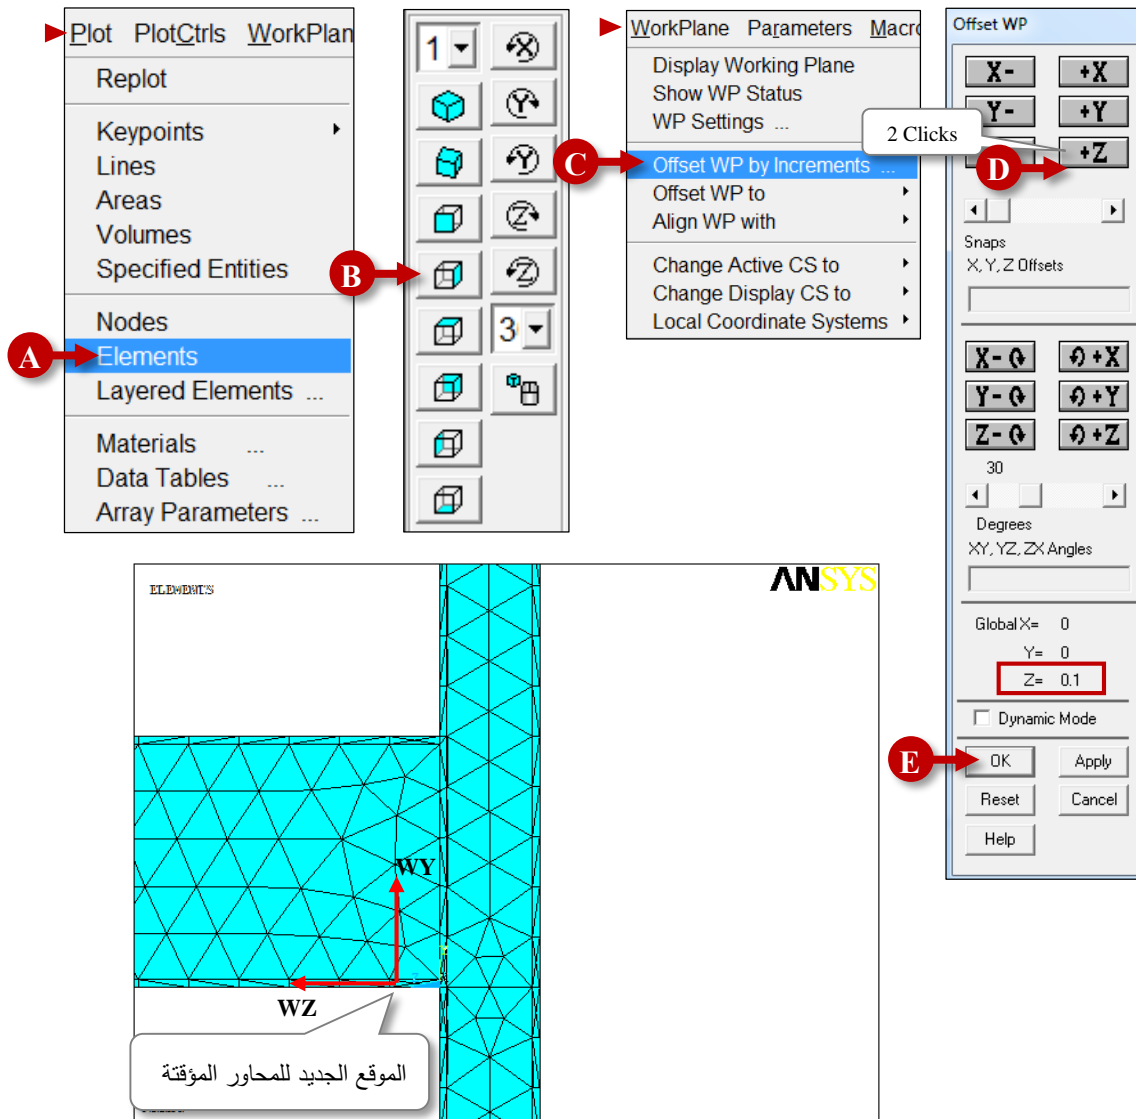 Plot PlotCtrls WorkPlan
Replot
Keypoints
Lines
Areas
Volumes
Specified Entities
Nodes
A
Elements
Layered Elements ...
Materials ...
Data Tables ...
Array Parameters ...
1
X
Y
Y
Z
B
Z
3
WorkPlane Parameters Macro
Display Working Plane
Show WP Status
WP Settings ...
C
Offset WP by Increments ...
Offset WP to
Align WP with
Change Active CS to
Change Display CS to
Local Coordinate Systems
Offset WP
X- +X
Y- +Y
2 Clicks
D
+Z
Snaps
X, Y, Z Offsets
X- +X
Y- +Y
Z- +Z
30
Degrees
XY, YZ, ZX Angles
Global X= 0
Y= 0
Z= 0.1
Dynamic Mode
E
OK Apply
Reset Cancel
Help
ELEMENTS
ANSYS
WY
WZ
الموقع الجديد للمحاور المؤقتة